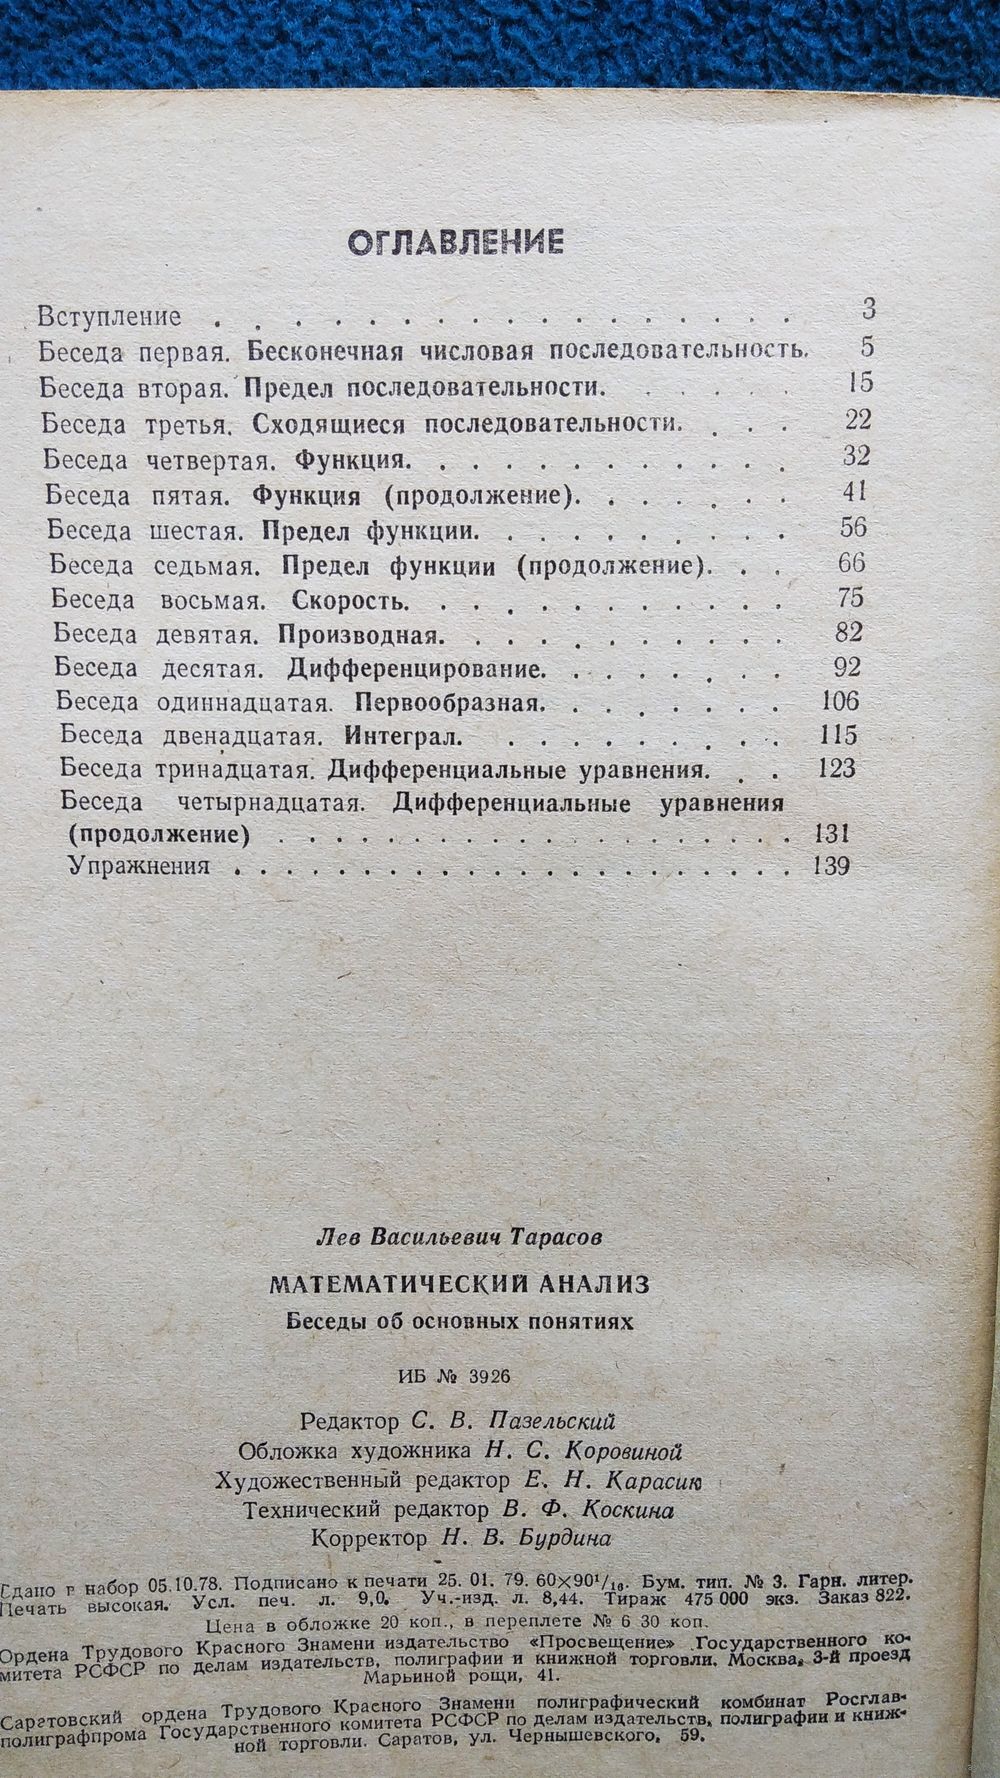 ОГЛАВЛЕНИЕ
Вступление . . . . . . . . . . . . . . . . . 3
Беседа первая. Бесконечная числовая последовательность. 5
Беседа вторая. Предел последовательности. . . . . . 15
Беседа третья. Сходящиеся последовательности. . . . 22
Беседа четвертая. Функция. . . . . . . . . . . . 32
Беседа пятая. Функция (продолжение). . . . . . . 41
Беседа шестая. Предел функции. . . . . . . . . . 56
Беседа седьмая. Предел функции (продолжение). . . 66
Беседа восьмая. Скорость. . . . . . . . . . . . 75
Беседа девятая. Производная. . . . . . . . . . . 82
Беседа десятая. Дифференцирование. . . . . . . . 92
Беседа одиннадцатая. Первообразная. . . . . . . . 106
Беседа двенадцатая. Интеграл. . . . . . . . . . 115
Беседа тринадцатая. Дифференциальные уравнения. . . 123
Беседа четырнадцатая. Дифференциальные уравнения
(продолжение) . . . . . . . . . . . . . . . . . . 131
Упражнения . . . . . . . . . . . . . . . . . . . . . 139
Лев Васильевич Тарасов
МАТЕМАТИЧЕСКИЙ АНАЛИЗ
Беседы об основных понятиях
ИБ № 3926
Редактор С. В. Пазельский
Обложка художника Н. С. Коровиной
Художественный редактор Е. Н. Карасик
Технический редактор В. Ф. Коскина
Корректор Н. В. Бурдина
Сдано в набор 05.10.78. Подписано к печати 25. 01. 79. 60×90¹/₁₆. Бум. тип. № 3. Гарн. литер.
Печать высокая. Усл. печ. л. 9,0. Уч.-изд. л. 8,44. Тираж 475 000 экз. Заказ 822.
Цена в обложке 20 коп., в переплете № 6 30 коп.
Ордена Трудового Красного Знамени издательство «Просвещение» Государственного ко-
митета РСФСР по делам издательств, полиграфии и книжной торговли. Москва, 3-й проезд
Марьиной рощи, 41.
Саратовский ордена Трудового Красного Знамени полиграфический комбинат Росглав-
полиграфпрома Государственного комитета РСФСР по делам издательств, полиграфии и книж-
ной торговли. Саратов, ул. Чернышевского, 59.